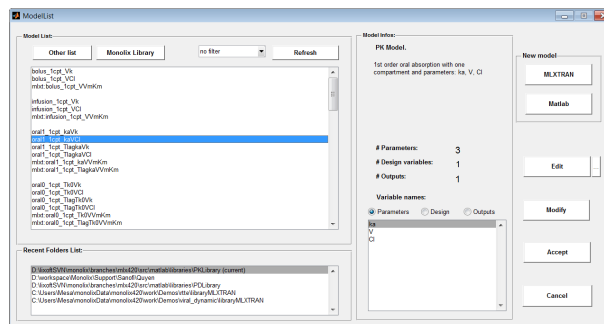 ModelList
Model List:
Other list
Monolix Library
no filter
Refresh
bolus_1cpt_Vk
bolus_1cpt_VCl
mlxt:bolus_1cpt_VVmKm
infusion_1cpt_Vk
infusion_1cpt_VCl
mlxt:infusion_1cpt_VVmKm
oral1_1cpt_kaVk
oral1_1cpt_kaVCl
oral1_1cpt_TlagkaVk
oral1_1cpt_TlagkaVCl
mlxt:oral1_1cpt_kaVVmKm
mlxt:oral1_1cpt_TlagkaVVmKm
oral0_1cpt_Tk0Vk
oral0_1cpt_Tk0VCl
oral0_1cpt_TlagTk0Vk
oral0_1cpt_TlagTk0VCl
mlxt:oral0_1cpt_Tk0VVmKm
mlxt:oral0_1cpt_TlagTk0VVmKm
Recent Folders List:
D:\lixoftSVN\monolix\branches\mlx420\src\matlab\libraries\PKLibrary (current)
D:\workspace\Monolix\Support\Sanofi\Quyen
D:\lixoftSVN\monolix\branches\mlx420\src\matlab\libraries\PDLibrary
C:\Users\Mesa\monolixData\monolix420\work\Demos\rtte\libraryMLXTRAN
C:\Users\Mesa\monolixData\monolix420\work\Demos\viral_dynamic\libraryMLXTRAN
Model Infos:
PK Model.
1st order oral absorption with one
compartment and parameters: ka, V, Cl
# Parameters: 3
# Design variables: 1
# Outputs: 1
Variable names:
Parameters Design Outputs
ka
V
Cl
New model
MLXTRAN
Matlab
Edit ...
Modify
Accept
Cancel